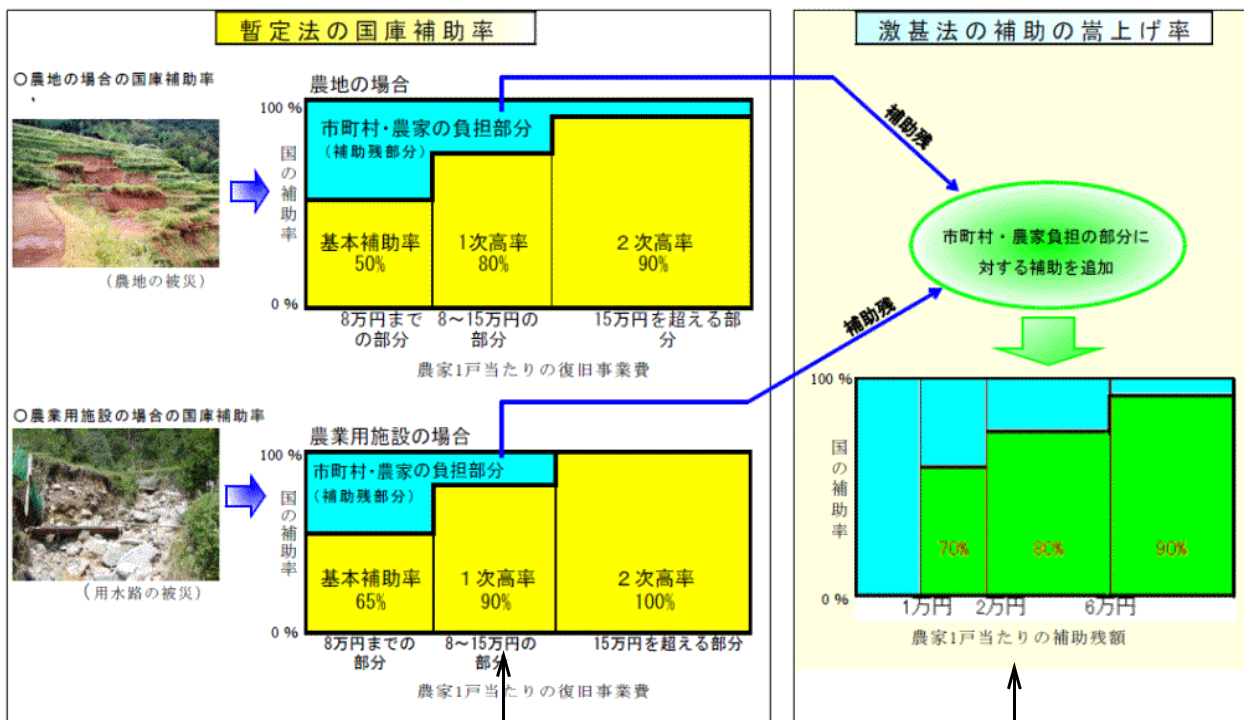 暫定法の国庫補助率
○農地の場合の国庫補助率
、
(農地の被災)
農地の場合
100 %
国の補助率
0 %
市町村・農家の負担部分
(補助残部分)
基本補助率
50%
1次高率
80%
2次高率
90%
8万円まで
の部分
8~15万円の
部分
15万円を超える部
分
農家1戸当たりの復旧事業費
○農業用施設の場合の国庫補助率
(用水路の被災)
農業用施設の場合
100 %
国の補助率
0 %
市町村・農家の負担部分
(補助残部分)
基本補助率
65%
1次高率
90%
2次高率
100%
8万円までの
部分
8~15万円の
部分
15万円を超える部分
農家1戸当たりの復旧事業費
激甚法の補助の嵩上げ率
補助残
補助残
市町村・農家負担の部分に
対する補助を追加
100 %
国の補助率
0 %
70%
80%
90%
1万円
2万円
6万円
農家1戸当たりの補助残額